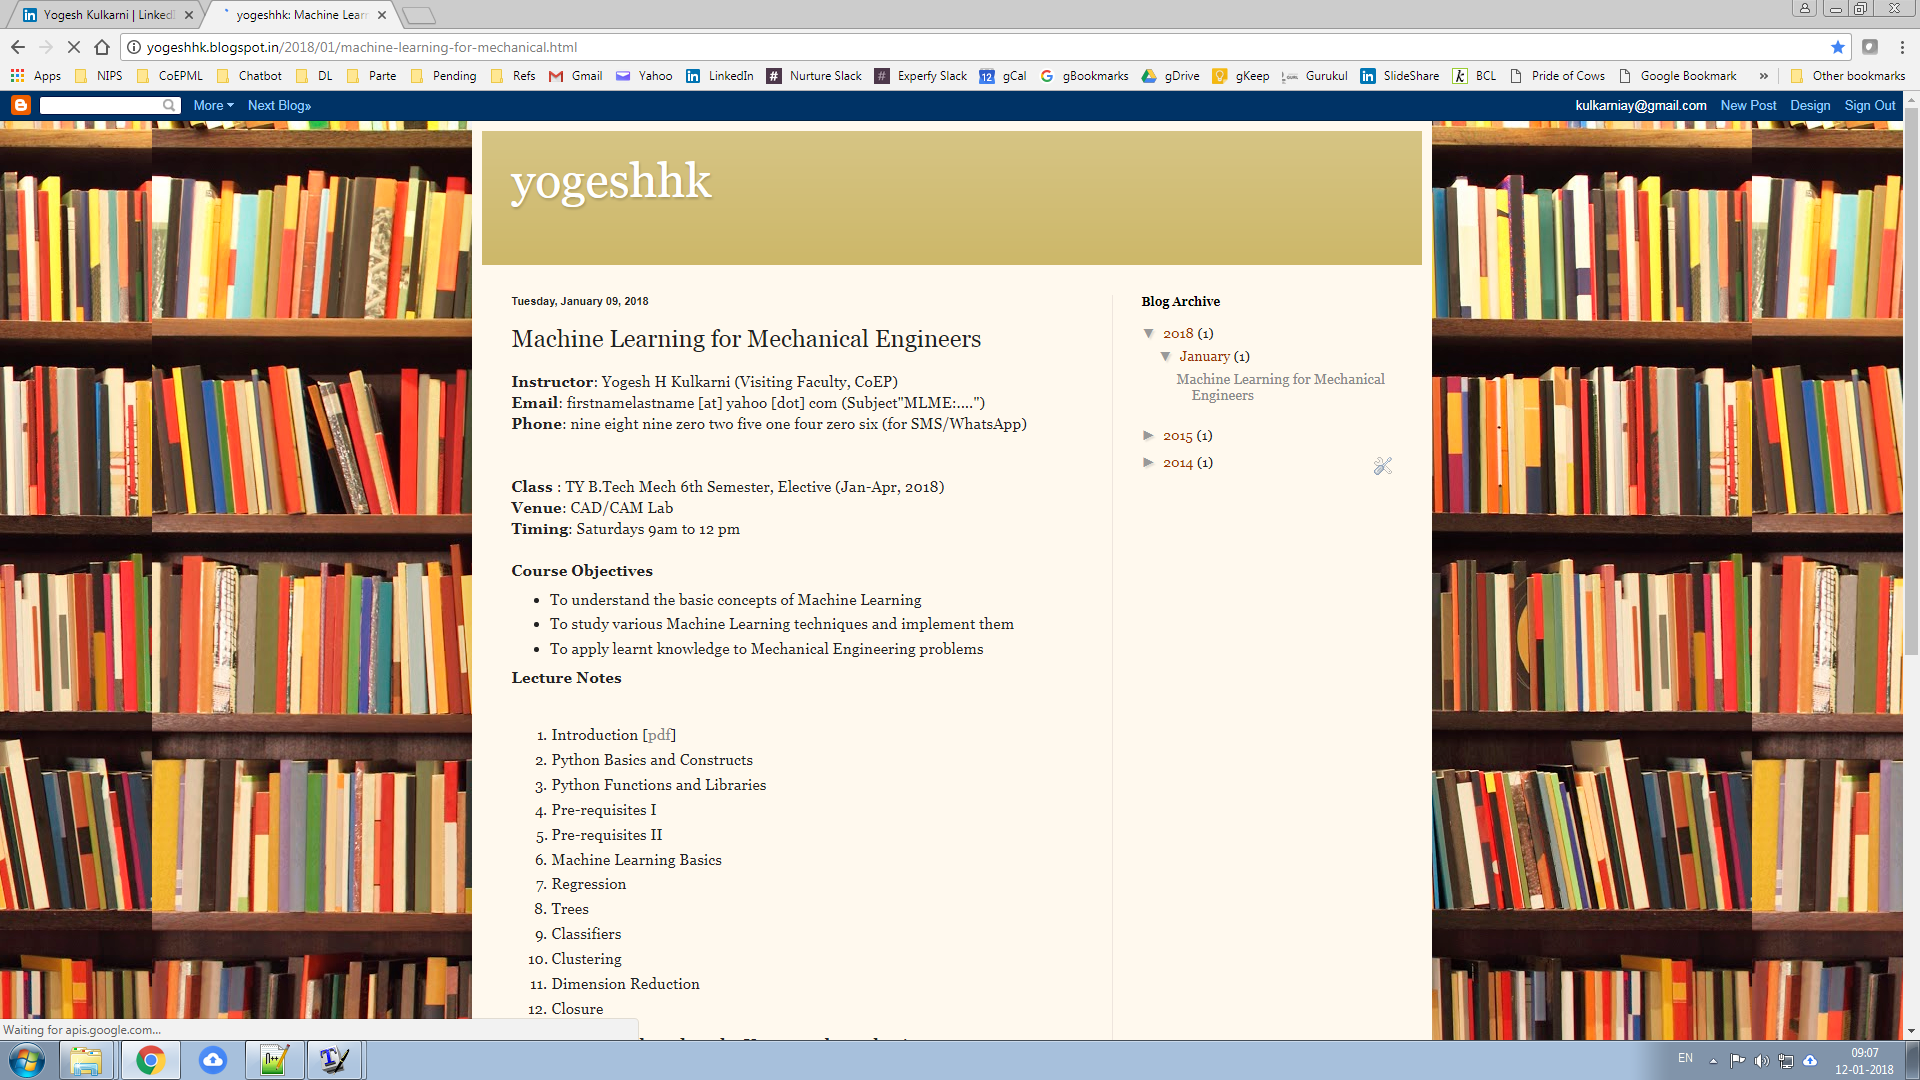 Yogesh Kulkarni | LinkedI
yogeshhk: Machine Lear
yogeshhk.blogspot.in/2018/01/machine-learning-for-mechanical.html
Apps NIPS CoEPML Chatbot DL Parte Pending Refs Gmail Yahoo LinkedIn Nurture Slack Experfy Slack 12 gCal gBookmarks gDrive gKeep Gurukul SlideShare BCL Pride of Cows Google Bookmark » Other bookmarks
More Next Blog» kulkarniay@gmail.com New Post Design Sign Out
yogeshhk
Tuesday, January 09, 2018
Machine Learning for Mechanical Engineers
Instructor: Yogesh H Kulkarni (Visiting Faculty, CoEP)
Email: firstnamelastname [at] yahoo [dot] com (Subject"MLME:....")
Phone: nine eight nine zero two five one four zero six (for SMS/WhatsApp)
Class : TY B.Tech Mech 6th Semester, Elective (Jan-Apr, 2018)
Venue: CAD/CAM Lab
Timing: Saturdays 9am to 12 pm
Course Objectives
• To understand the basic concepts of Machine Learning
• To study various Machine Learning techniques and implement them
• To apply learnt knowledge to Mechanical Engineering problems
Lecture Notes
1. Introduction [pdf]
2. Python Basics and Constructs
3. Python Functions and Libraries
4. Pre-requisites I
5. Pre-requisites II
6. Machine Learning Basics
7. Regression
8. Trees
9. Classifiers
10. Clustering
11. Dimension Reduction
12. Closure
Blog Archive
▼ 2018 (1)
▼ January (1)
Machine Learning for Mechanical
Engineers
► 2015 (1)
► 2014 (1)
Waiting for apis.google.com...
EN
09:07
12-01-2018